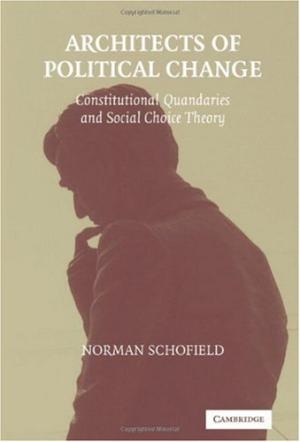 ARCHITECTS OF
POLITICAL CHANGE
Constitutional Quandaries
and Social Choice Theory
NORMAN SCHOFIELD
CAMBRIDGE